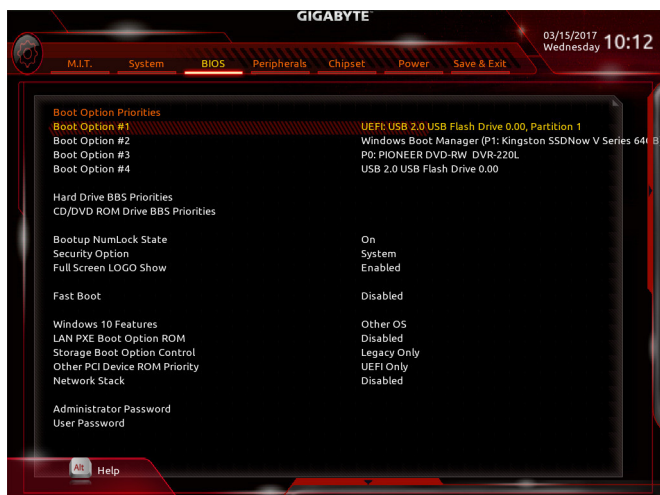 GIGABYTE™
03/15/2017
Wednesday
10:12
M.I.T. System BIOS Peripherals Chipset Power Save & Exit
Boot Option Priorities
Boot Option #1 UEFI: USB 2.0 USB Flash Drive 0.00, Partition 1
Boot Option #2 Windows Boot Manager (P1: Kingston SSDNow V Series 64 B
Boot Option #3 P0: PIONEER DVD-RW DVR-220L
Boot Option #4 USB 2.0 USB Flash Drive 0.00
Hard Drive BBS Priorities
CD/DVD ROM Drive BBS Priorities
Bootup NumLock State On
Security Option System
Full Screen LOGO Show Enabled
Fast Boot Disabled
Windows 10 Features Other OS
LAN PXE Boot Option ROM Disabled
Storage Boot Option Control Legacy Only
Other PCI Device ROM Priority UEFI Only
Network Stack Disabled
Administrator Password
User Password
Alt Help